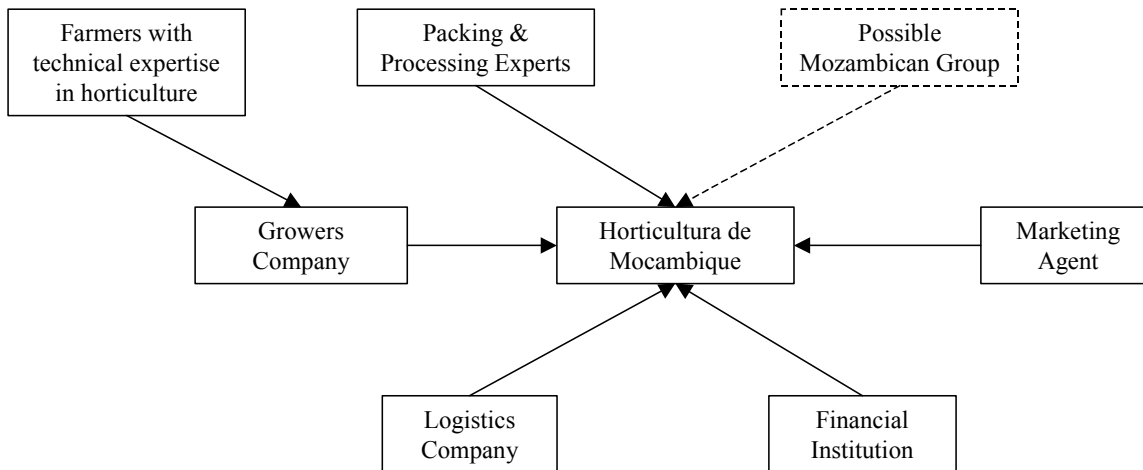 Farmers with
technical expertise
in horticulture
Packing &
Processing Experts
Possible
Mozambican Group
Growers
Company
Horticultura de
Mocambique
Marketing
Agent
Logistics
Company
Financial
Institution